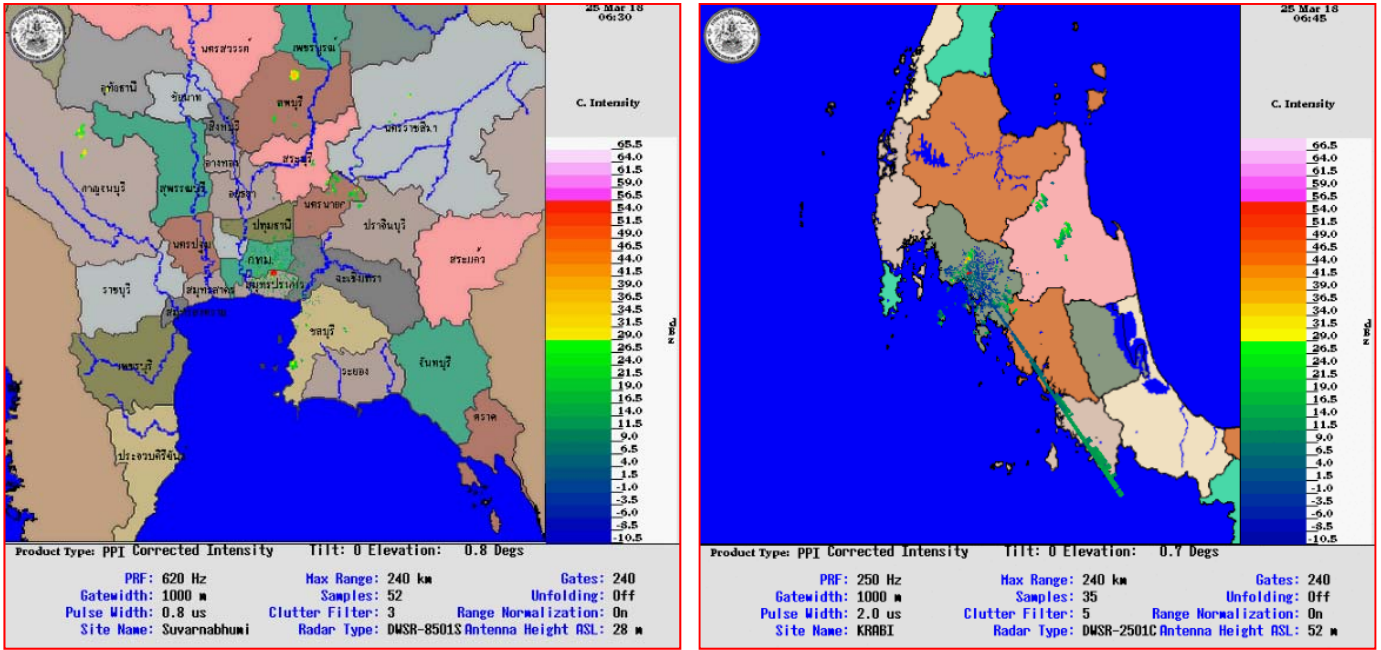 25 Mar 18
06:30
C. Intensity
65.5
64.0
61.5
59.0
56.5
54.0
51.5
49.0
46.5
44.0
41.5
39.0
36.5
34.0
31.5
29.0
26.5
24.0
21.5
19.0
16.5
14.0
11.5
9.0
6.5
4.0
1.5
-1.0
-3.5
-6.0
-8.5
-10.5
นครสวรรค์
เพชรบูรณ์
อุทัยธานี
ชัยนาท
ลพบุรี
สิงหบุรี
นครราชสีมา
อ่างทอง
สระบุรี
กาญจนบุรี
สุพรรณบุรี
อยุธยา
นครนายก
ปทุมธานี
ปราจีนบุรี
นครปฐม
กทม.
สระแก้ว
ราชบุรี
สมุทรสาคร
สมุทรปราการ
ฉะเชิงเทรา
ชลบุรี
เพชรบุรี
ระยอง
จันทบุรี
ตราด
ประจวบคีรีขันธ์
Product Type: PPI Corrected Intensity Tilt: 0 Elevation: 0.8 Degs
PRF: 620 Hz Max Range: 240 km Gates: 240
Gatewidth: 1000 m Samples: 52 Unfolding: Off
Pulse Width: 0.8 us Clutter Filter: 3 Range Normalization: On
Site Name: Suvarnabhumi Radar Type: DWSR-8501S Antenna Height ASL: 28 m
25 Mar 18
06:45
C. Intensity
66.5
64.0
61.5
59.0
56.5
54.0
51.5
49.0
46.5
44.0
41.5
39.0
36.5
34.0
31.5
29.0
26.5
24.0
21.5
19.0
16.5
14.0
11.5
9.0
6.5
4.0
1.5
-1.0
-3.5
-6.0
-8.5
-10.5
Product Type: PPI Corrected Intensity Tilt: 0 Elevation: 0.7 Degs
PRF: 250 Hz Max Range: 240 km Gates: 240
Gatewidth: 1000 m Samples: 35 Unfolding: Off
Pulse Width: 2.0 us Clutter Filter: 5 Range Normalization: On
Site Name: KRABI Radar Type: DWSR-2501C Antenna Height ASL: 52 m